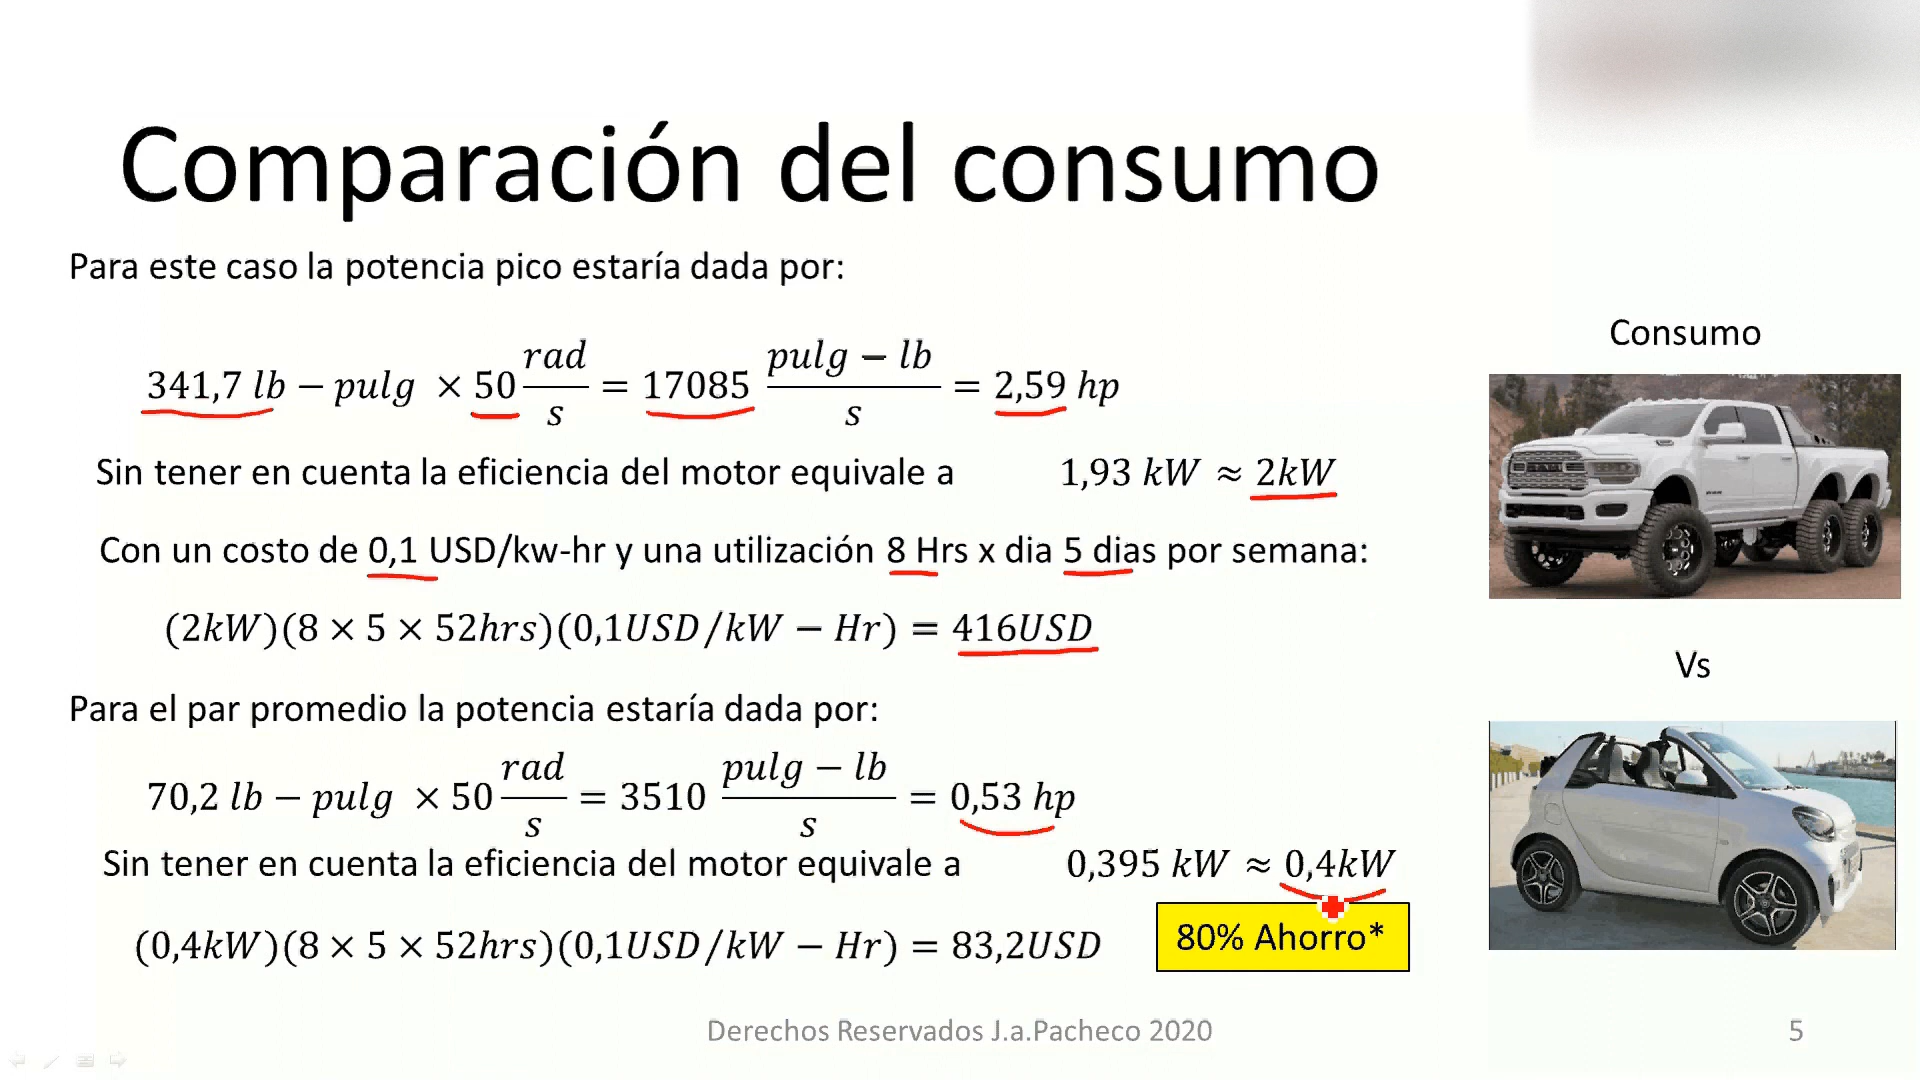 Comparación del consumo
Para este caso la potencia pico estaría dada por:
341,7 lb − pulg × 50 rad/s = 17085 pulg − lb/s = 2,59 hp
Sin tener en cuenta la eficiencia del motor equivale a 1,93 kW ≈ 2kW
Con un costo de 0,1 USD/kw-hr y una utilización 8 Hrs x dia 5 dias por semana:
(2kW)(8 × 5 × 52hrs)(0,1USD/kW − Hr) = 416USD
Para el par promedio la potencia estaría dada por:
70,2 lb − pulg × 50 rad/s = 3510 pulg − lb/s = 0,53 hp
Sin tener en cuenta la eficiencia del motor equivale a 0,395 kW ≈ 0,4kW
(0,4kW)(8 × 5 × 52hrs)(0,1USD/kW − Hr) = 83,2USD
80% Ahorro*
Consumo
Vs
Derechos Reservados J.a.Pacheco 2020
5